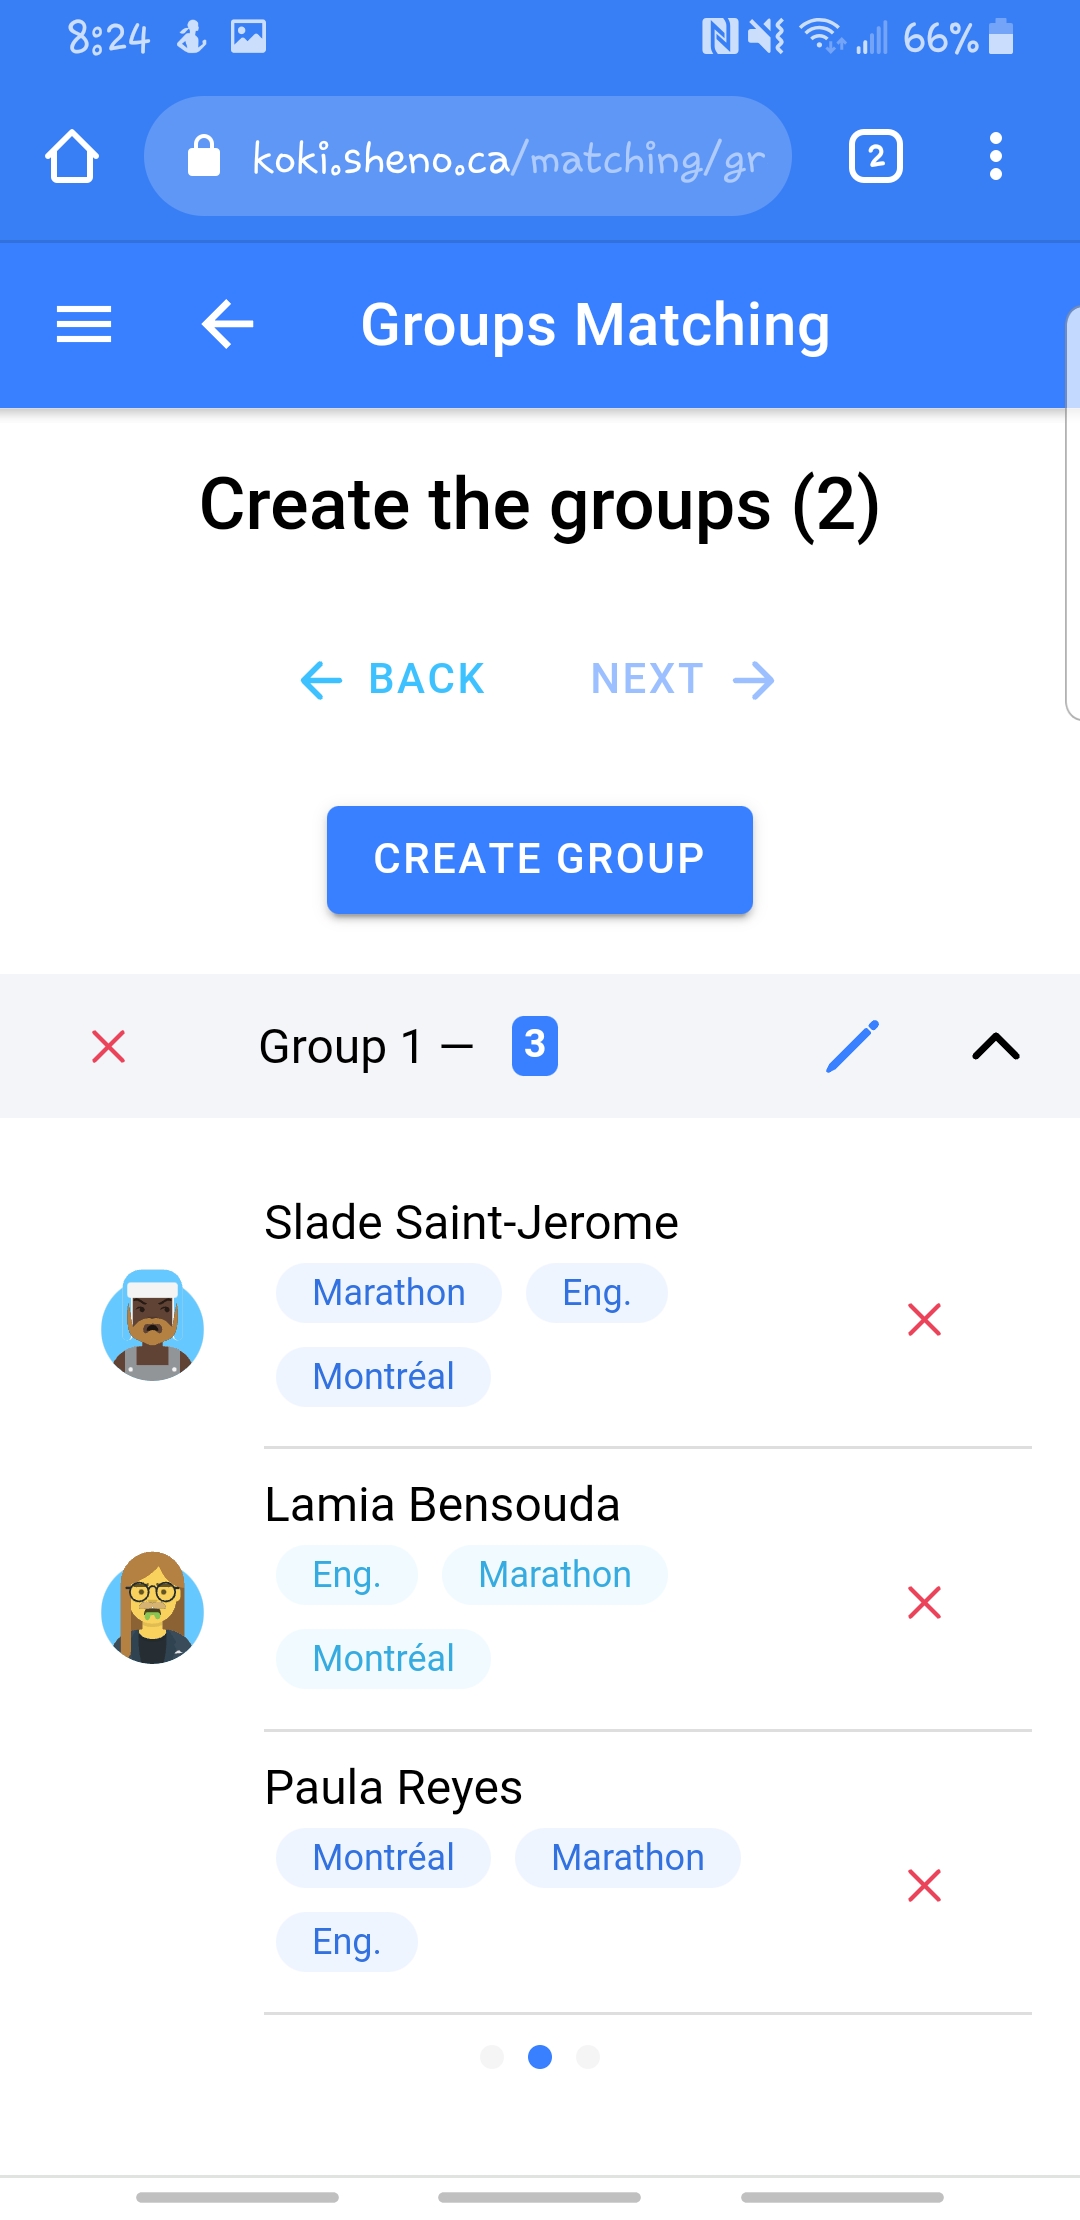 8:24 66%
koki.sheno.ca/matching/gr 2
Groups Matching
Create the groups (2)
BACK NEXT
CREATE GROUP
Group 1 — 3
Slade Saint-Jerome
Marathon Eng.
Montréal
Lamia Bensouda
Eng. Marathon
Montréal
Paula Reyes
Montréal Marathon
Eng.